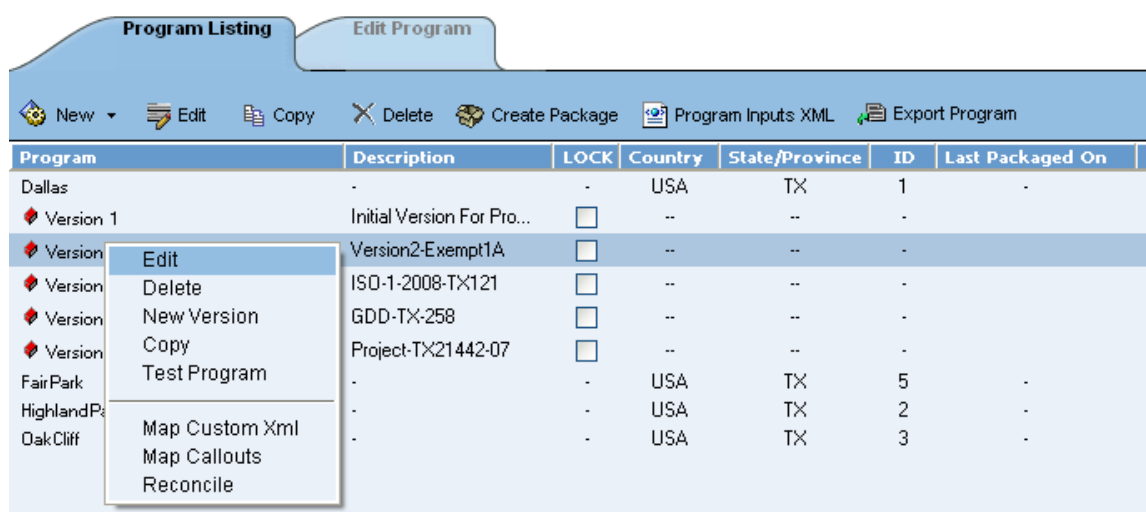 Program Listing Edit Program
New Edit Copy Delete Create Package Program Inputs XML Export Program
Program Description LOCK Country State/Province ID Last Packaged On
Dallas - - USA TX 1 -
Version 1 Initial Version For Pro... -- -- -
Version Version2-Exempt1A -- -- -
Edit
Version ISO-1-2008-TX121 -- -- -
Delete
Version GDD-TX-258 -- -- -
New Version
Version Project-TX21442-07 -- -- -
Copy
Test Program
FairPark - - USA TX 5 -
HighlandPa - - USA TX 2 -
Map Custom Xml
OakCliff - - USA TX 3 -
Map Callouts
Reconcile